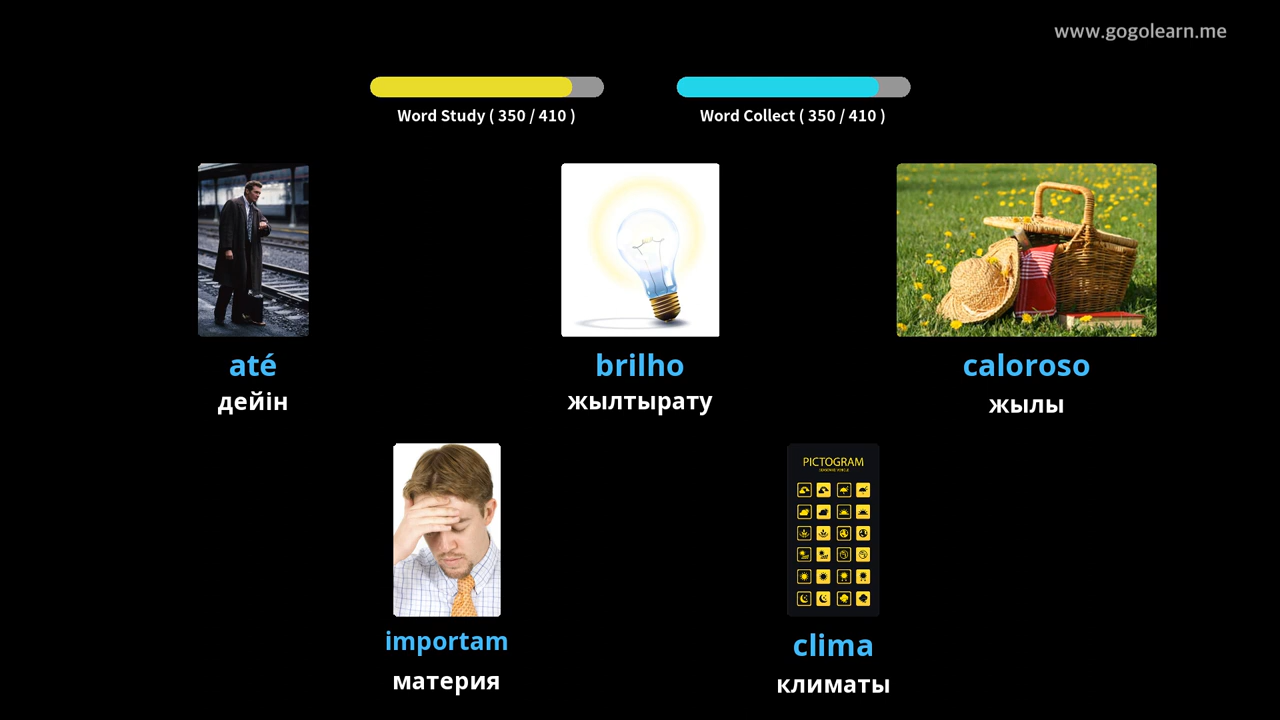 www.gogolearn.me
Word Study ( 350 / 410 )
Word Collect ( 350 / 410 )
até
дейін
brilho
жылтырату
caloroso
жылы
PICTOGRAM
importam
материя
clima
климаты